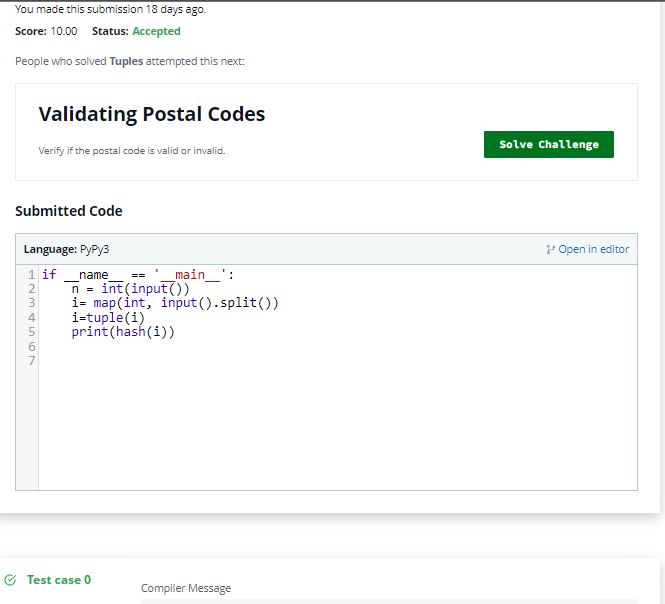 You made this submission 18 days ago.
Score: 10.00 Status: Accepted
People who solved Tuples attempted this next:
Validating Postal Codes
Verify if the postal code is valid or invalid.
Solve Challenge
Submitted Code
Language: PyPy3
Open in editor
1 if __name__ == '__main__':
2     n = int(input())
3     i= map(int, input().split())
4     i=tuple(i)
5     print(hash(i))
6
7
Test case 0
Compiler Message